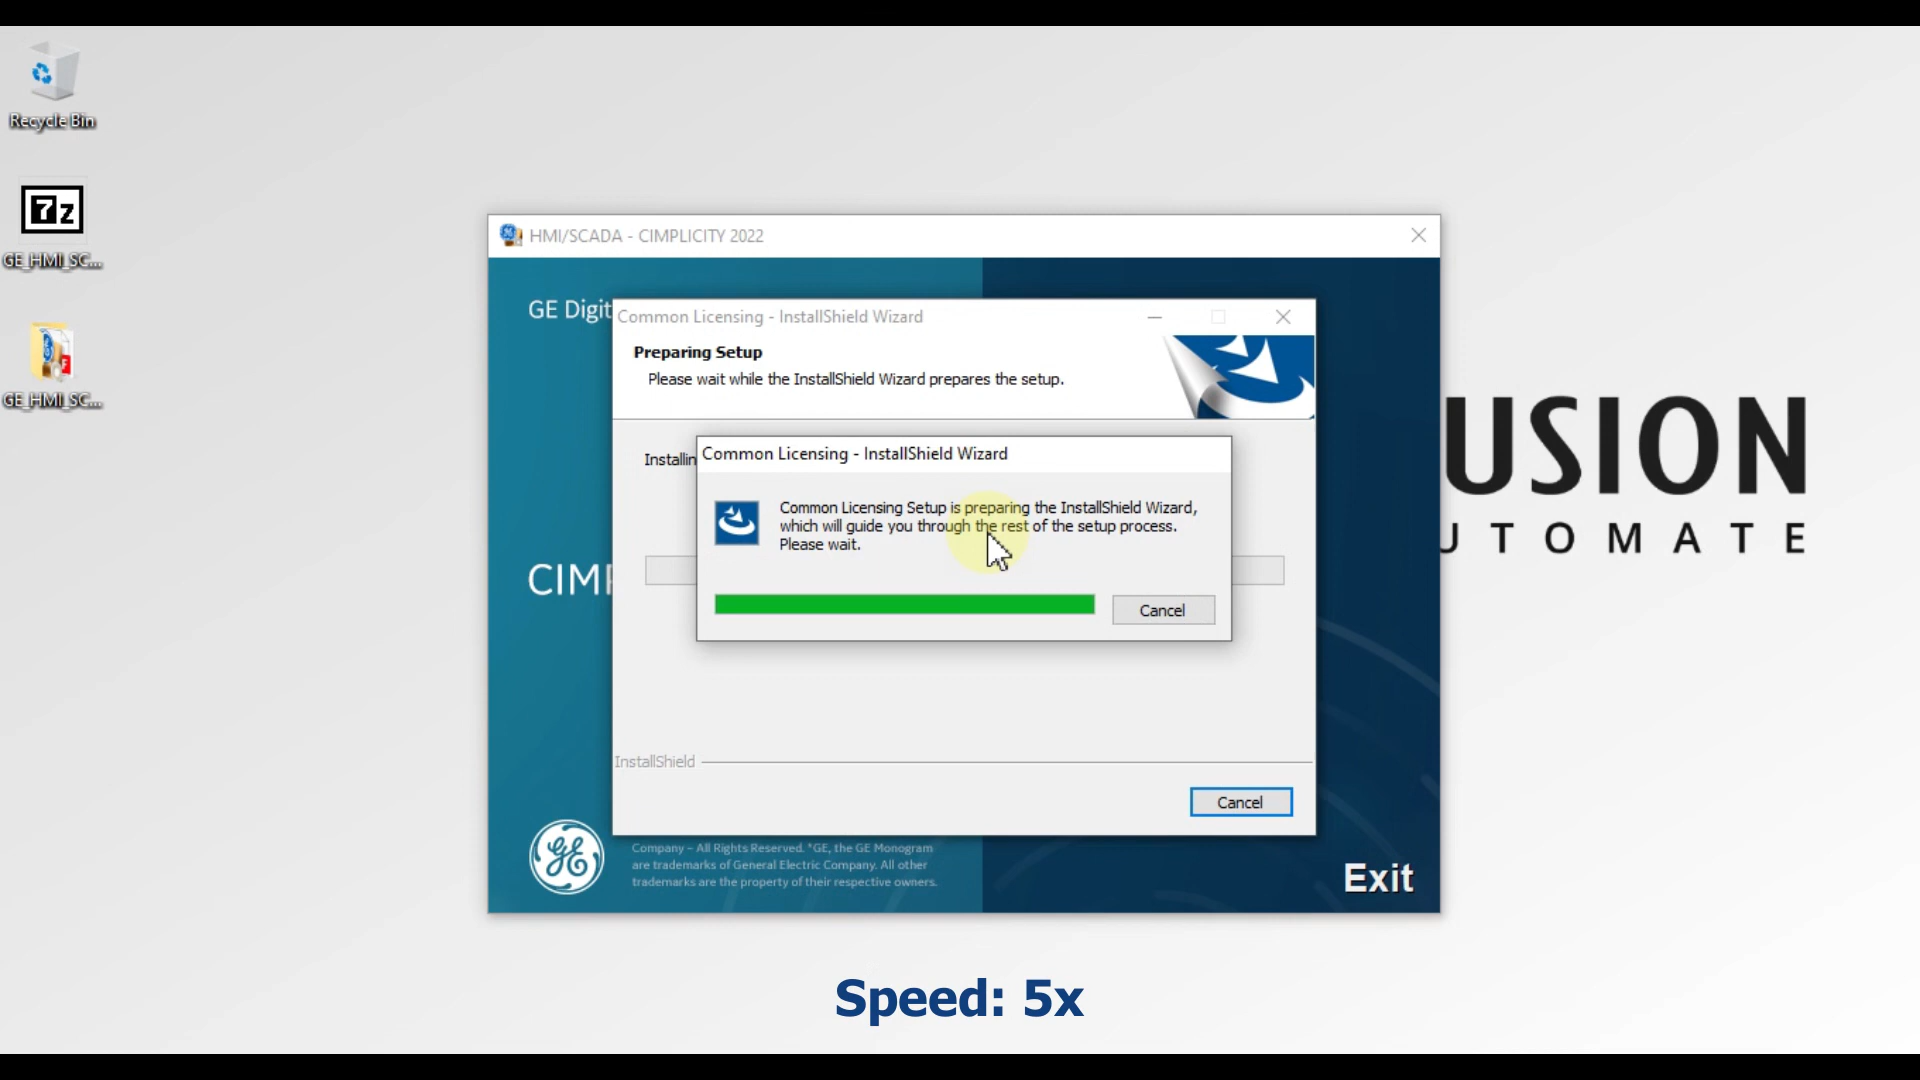 Recycle Bin
GE_HMI_SC...
GE_HMI_SC...
HMI/SCADA - CIMPLICITY 2022
GE Digit
Common Licensing - InstallShield Wizard
Preparing Setup
Please wait while the InstallShield Wizard prepares the setup.
Installin
Common Licensing - InstallShield Wizard
Common Licensing Setup is preparing the InstallShield Wizard,
which will guide you through the rest of the setup process.
Please wait.
Cancel
CIMP
InstallShield
Cancel
Company – All Rights Reserved. *GE, the GE Monogram
are trademarks of General Electric Company. All other
trademarks are the property of their respective owners.
Exit
USION
UTOMATE
7z
GE
Speed: 5x